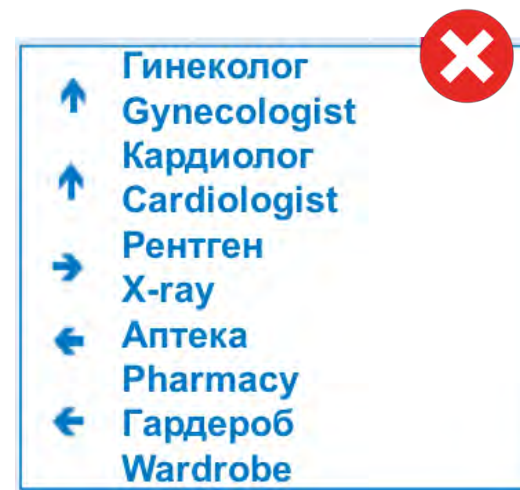 Гинеколог
Gynecologist
Кардиолог
Cardiologist
Рентген
X-ray
Аптека
Pharmacy
Гардероб
Wardrobe